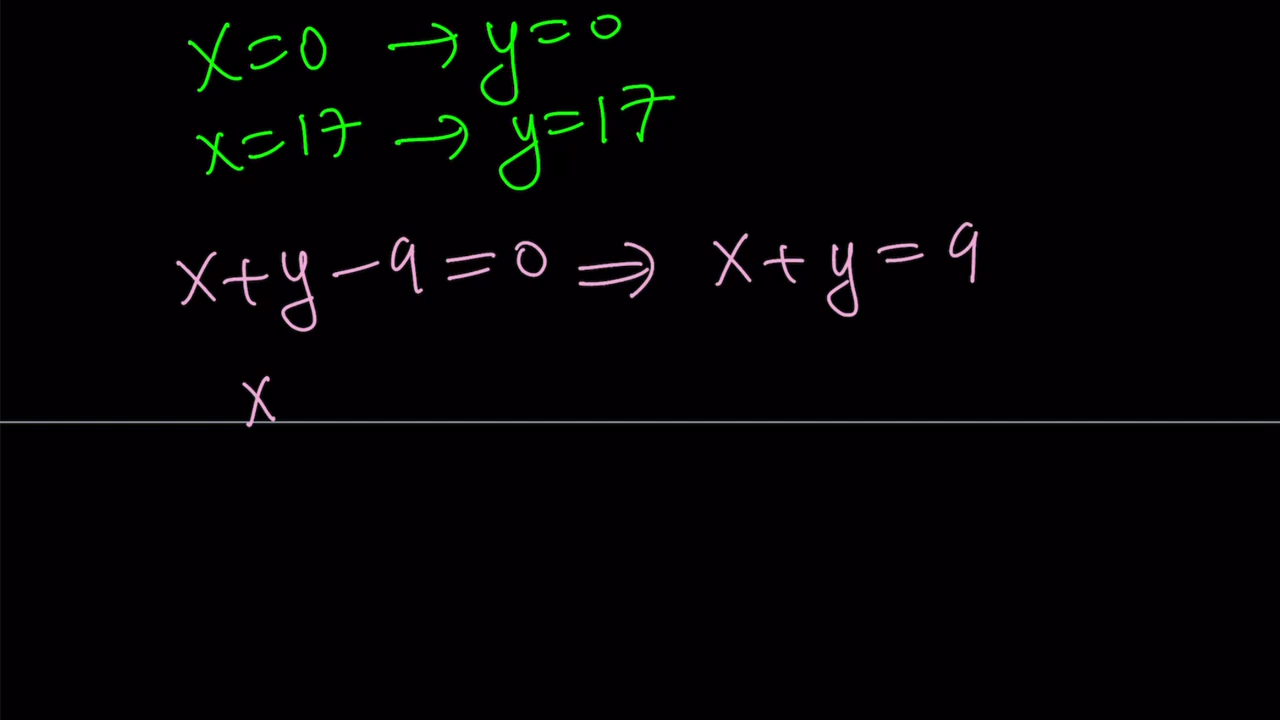 x=0 → y=0
x=17 → y=17
x+y-9=0 ⇒ x+y=9
x